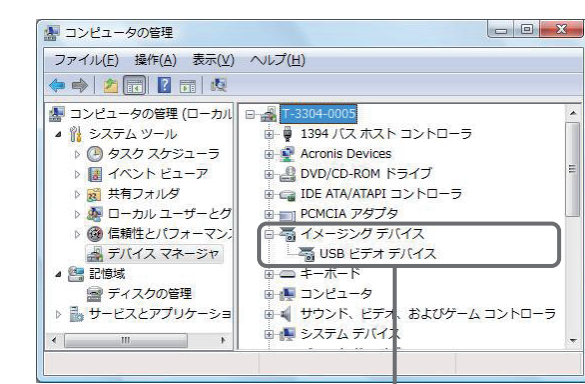 コンピュータの管理
ファイル(F) 操作(A) 表示(V) ヘルプ(H)
コンピュータの管理 (ローカル
システム ツール
タスク スケジューラ
イベント ビューア
共有フォルダ
ローカル ユーザーとグ
信頼性とパフォーマンス
デバイス マネージャ
記憶域
ディスクの管理
サービスとアプリケーショ
T-3304-0005
1394 バス ホスト コントローラ
Acronis Devices
DVD/CD-ROM ドライブ
IDE ATA/ATAPI コントローラ
PCMCIA アダプタ
イメージング デバイス
USB ビデオ デバイス
キーボード
コンピュータ
サウンド、ビデオ、およびゲーム コントローラ
システム デバイス